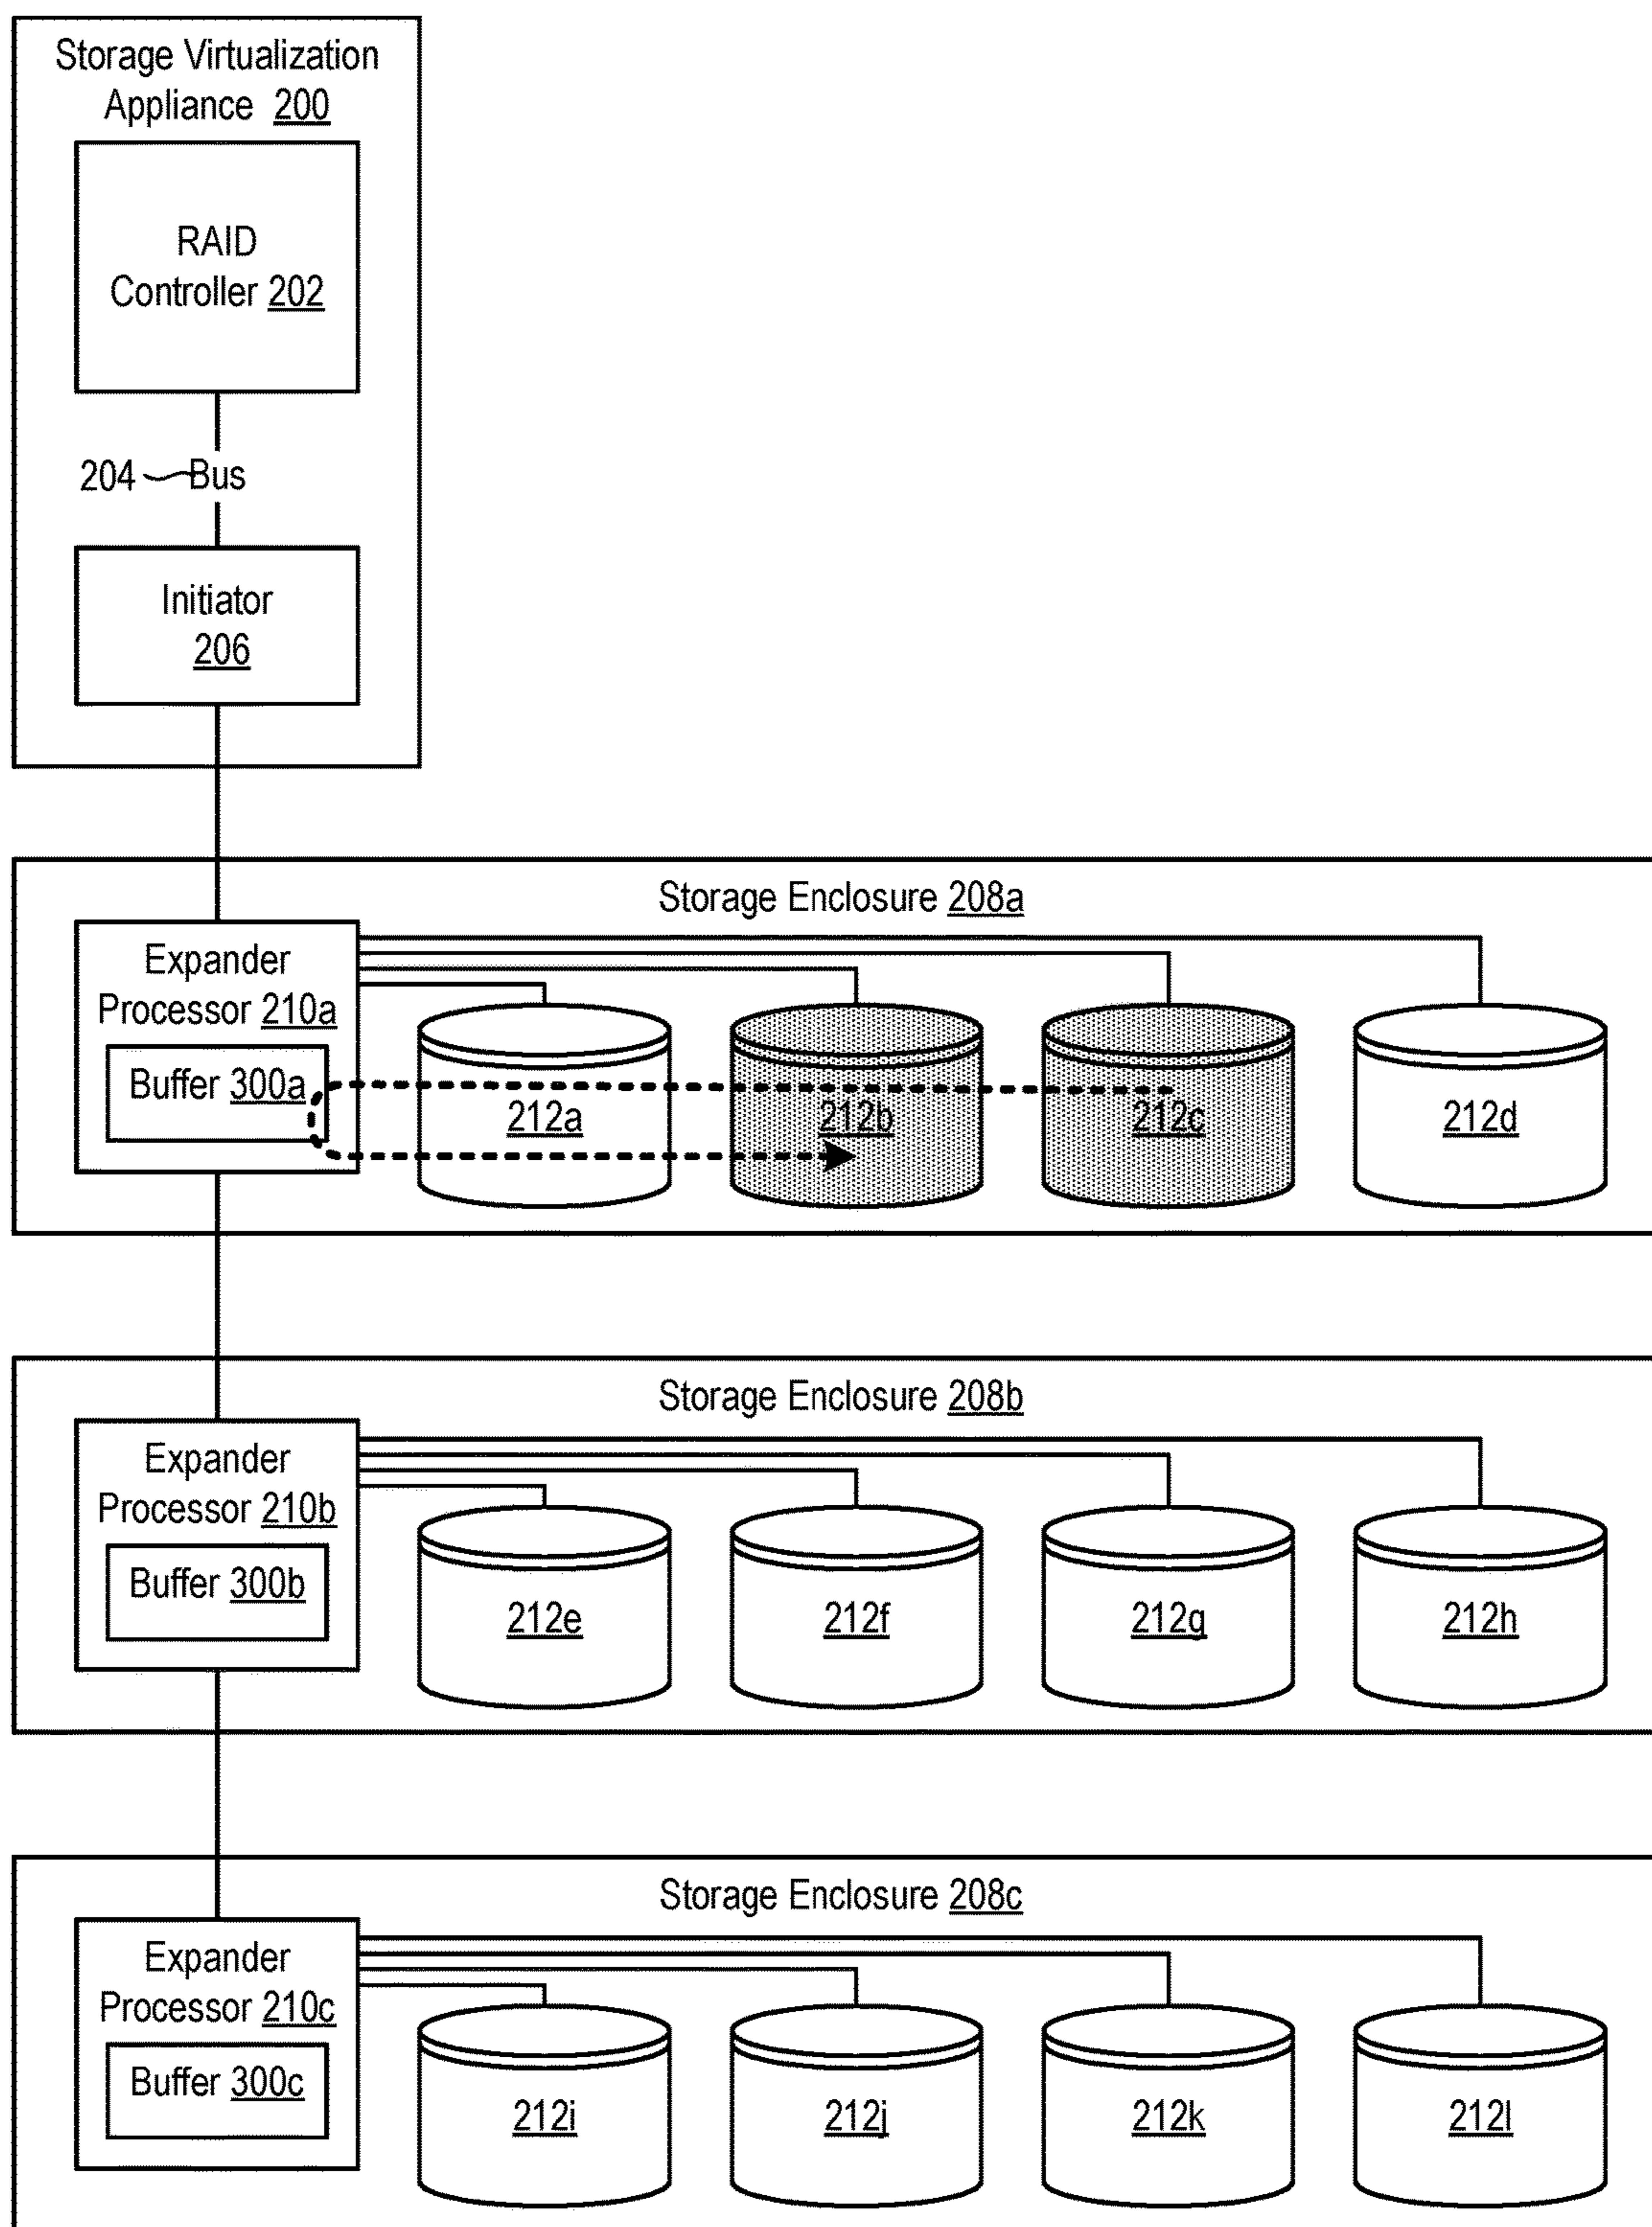 Storage Virtualization
Appliance 200
RAID
Controller 202
204 Bus
Initiator
206
Storage Enclosure 208a
Expander
Processor 210a
Buffer 300a
212a
212b
212c
212d
Storage Enclosure 208b
Expander
Processor 210b
Buffer 300b
212e
212f
212g
212h
Storage Enclosure 208c
Expander
Processor 210c
Buffer 300c
212i
212j
212k
212l